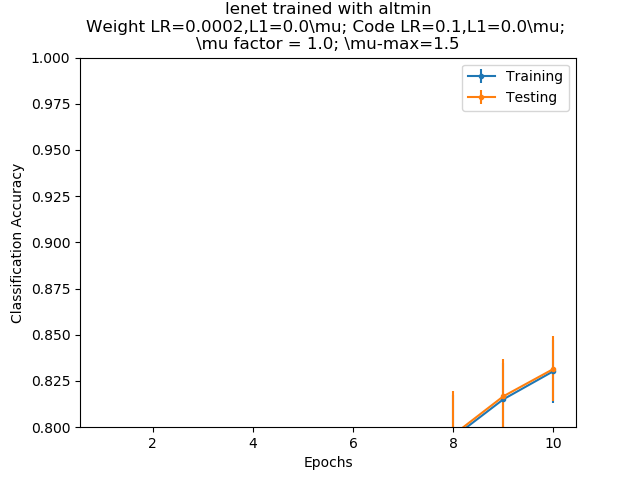 lenet trained with altmin
Weight LR=0.0002,L1=0.0\mu; Code LR=0.1,L1=0.0\mu;
\mu factor = 1.0; \mu-max=1.5
1.000
0.975
0.950
0.925
0.900
0.875
0.850
0.825
0.800
Classification Accuracy
Training
Testing
2
4
6
8
10
Epochs